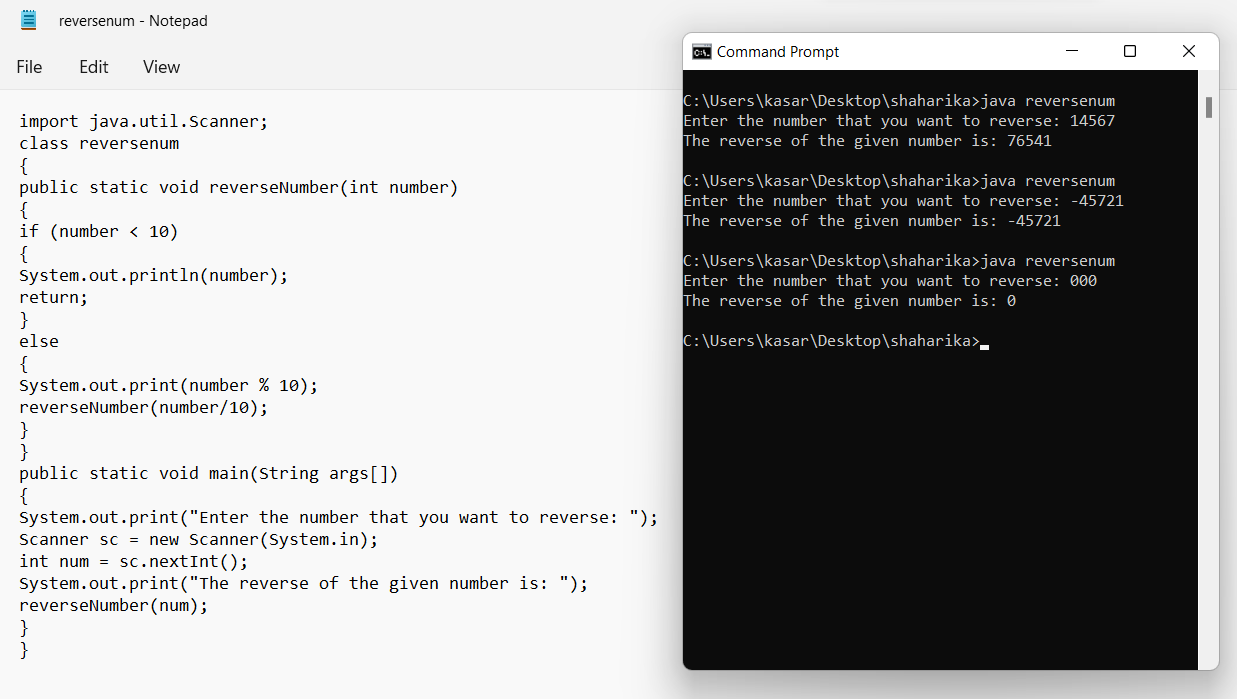 reversenum - Notepad
File Edit View
import java.util.Scanner;
class reversenum
{
public static void reverseNumber(int number)
{
if (number < 10)
{
System.out.println(number);
return;
}
else
{
System.out.print(number % 10);
reverseNumber(number/10);
}
}
public static void main(String args[])
{
System.out.print("Enter the number that you want to reverse: ");
Scanner sc = new Scanner(System.in);
int num = sc.nextInt();
System.out.print("The reverse of the given number is: ");
reverseNumber(num);
}
}
Command Prompt
C:\Users\kasar\Desktop\shaharika>java reversenum
Enter the number that you want to reverse: 14567
The reverse of the given number is: 76541
C:\Users\kasar\Desktop\shaharika>java reversenum
Enter the number that you want to reverse: -45721
The reverse of the given number is: -45721
C:\Users\kasar\Desktop\shaharika>java reversenum
Enter the number that you want to reverse: 000
The reverse of the given number is: 0
C:\Users\kasar\Desktop\shaharika>